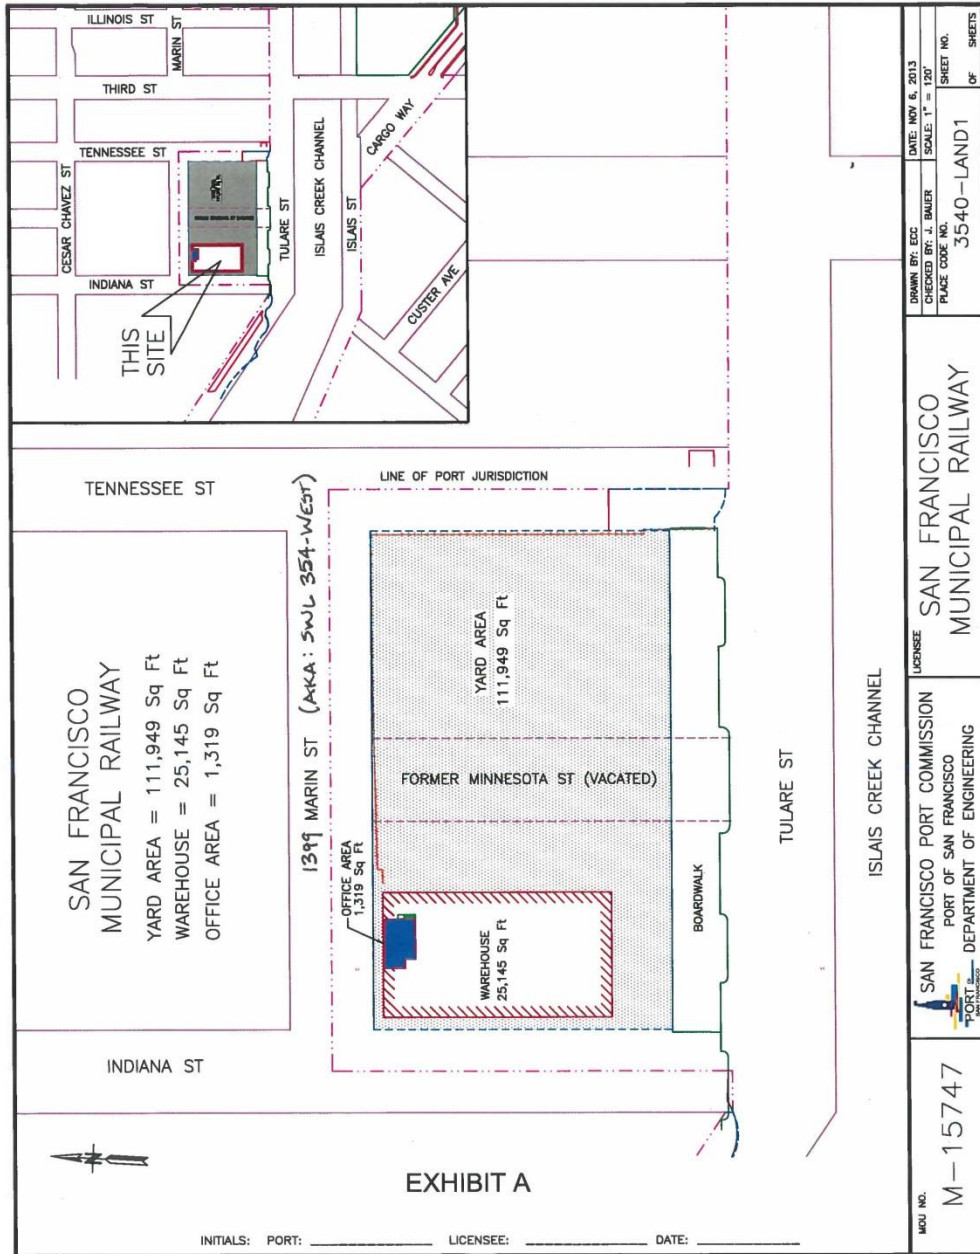 SAN FRANCISCO
MUNICIPAL RAILWAY
YARD AREA = 111,949 Sq Ft
WAREHOUSE = 25,145 Sq Ft
OFFICE AREA = 1,319 Sq Ft
INDIANA ST
TENNESSEE ST
1399 MARIN ST (AKA: SWL 354-WEST)
LINE OF PORT JURISDICTION
OFFICE AREA
1,319 Sq Ft
WAREHOUSE
25,145 Sq Ft
FORMER MINNESOTA ST (VACATED)
YARD AREA
111,949 Sq Ft
BOARDWALK
TULARE ST
ISLAIS CREEK CHANNEL
THIS
SITE
CESAR CHAVEZ ST
INDIANA ST
TENNESSEE ST
THIRD ST
MARIN ST
ILLINOIS ST
TULARE ST
ISLAIS CREEK CHANNEL
ISLAIS ST
CUSTER AVE
CARGO WAY
N
EXHIBIT A
INITIALS: PORT: LICENSEE: DATE:
MOU NO.
M-15747
PORT OF
SAN FRANCISCO
SAN FRANCISCO PORT COMMISSION
PORT OF SAN FRANCISCO
DEPARTMENT OF ENGINEERING
LICENSEE
SAN FRANCISCO
MUNICIPAL RAILWAY
DRAWN BY: ECC
DATE: NOV 6, 2013
CHECKED BY: J. BAUER
SCALE: 1" = 120'
PLACE CODE NO.
3540-LAND1
SHEET NO.
OF SHEETS